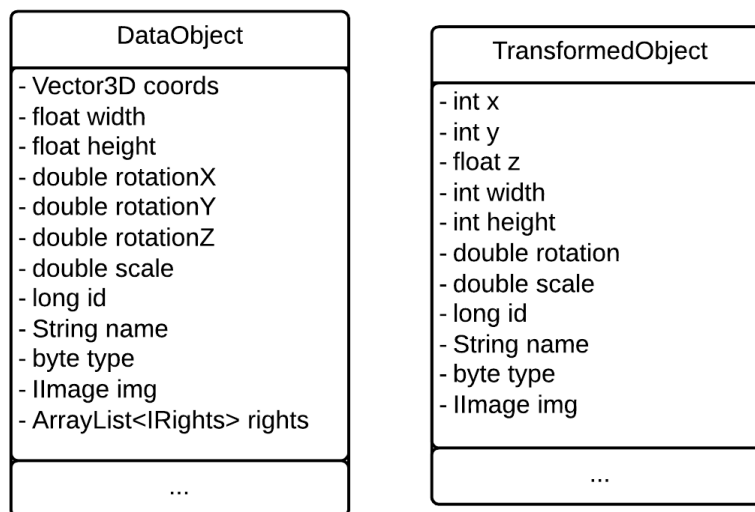 DataObject
- Vector3D coords
- float width
- float height
- double rotationX
- double rotationY
- double rotationZ
- double scale
- long id
- String name
- byte type
- IImage img
- ArrayList<IRights> rights
...
TransformedObject
- int x
- int y
- float z
- int width
- int height
- double rotation
- double scale
- long id
- String name
- byte type
- IImage img
...